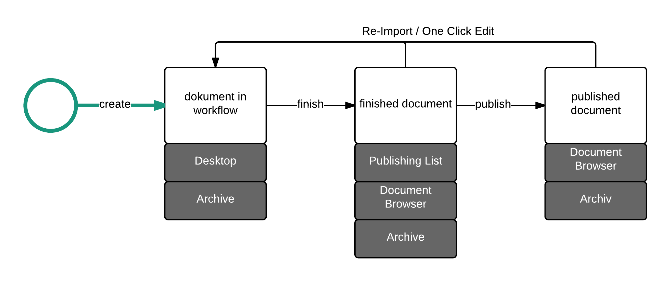 Re-Import / One Click Edit
create
dokument in
workflow
finish
finished document
publish
published
document
Desktop
Archive
Publishing List
Document
Browser
Archive
Document
Browser
Archiv